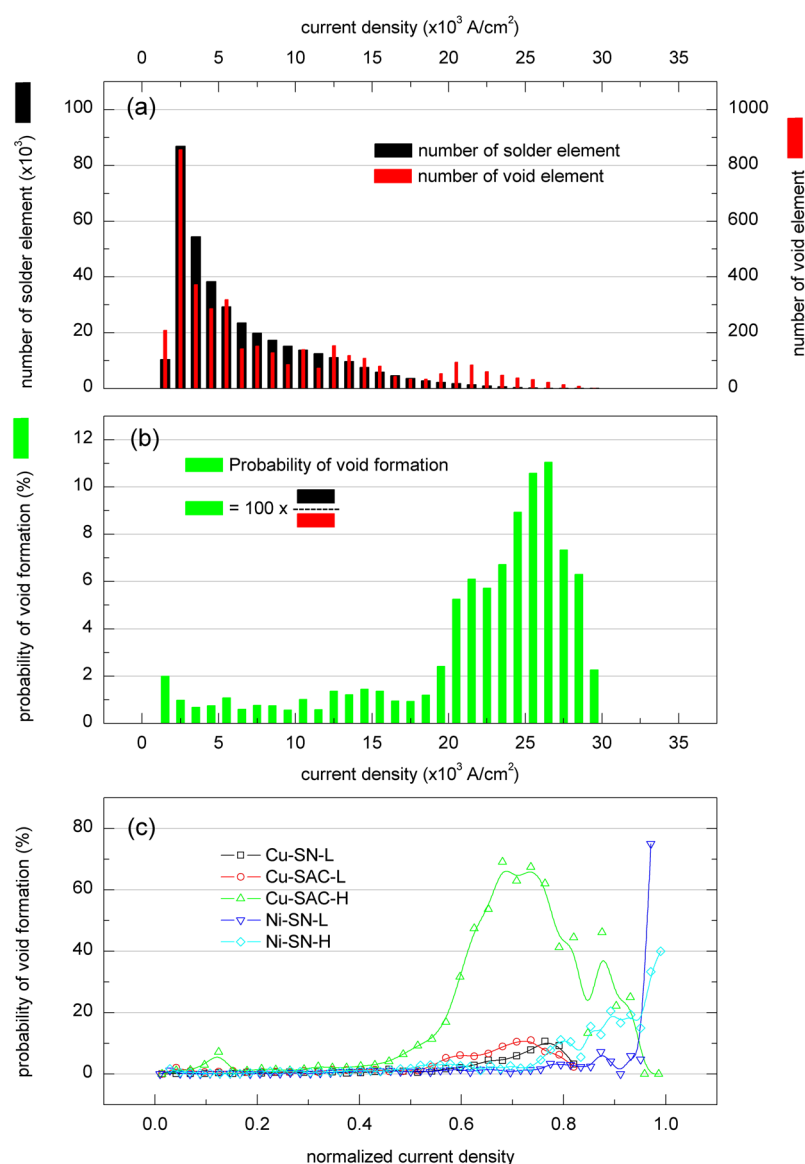 current density (x10³ A/cm²)
0 5 10 15 20 25 30 35
(a)
number of solder element (x10³)
100
80
60
40
20
0
number of solder element
number of void element
1000
800
600
400
200
0
number of void element
(b)
probability of void formation (%)
12
10
8
6
4
2
0
Probability of void formation
= 100 x
0 5 10 15 20 25 30 35
current density (x10³ A/cm²)
(c)
probability of void formation (%)
80
60
40
20
0
Cu-SN-L
Cu-SAC-L
Cu-SAC-H
Ni-SN-L
Ni-SN-H
0.0 0.2 0.4 0.6 0.8 1.0
normalized current density